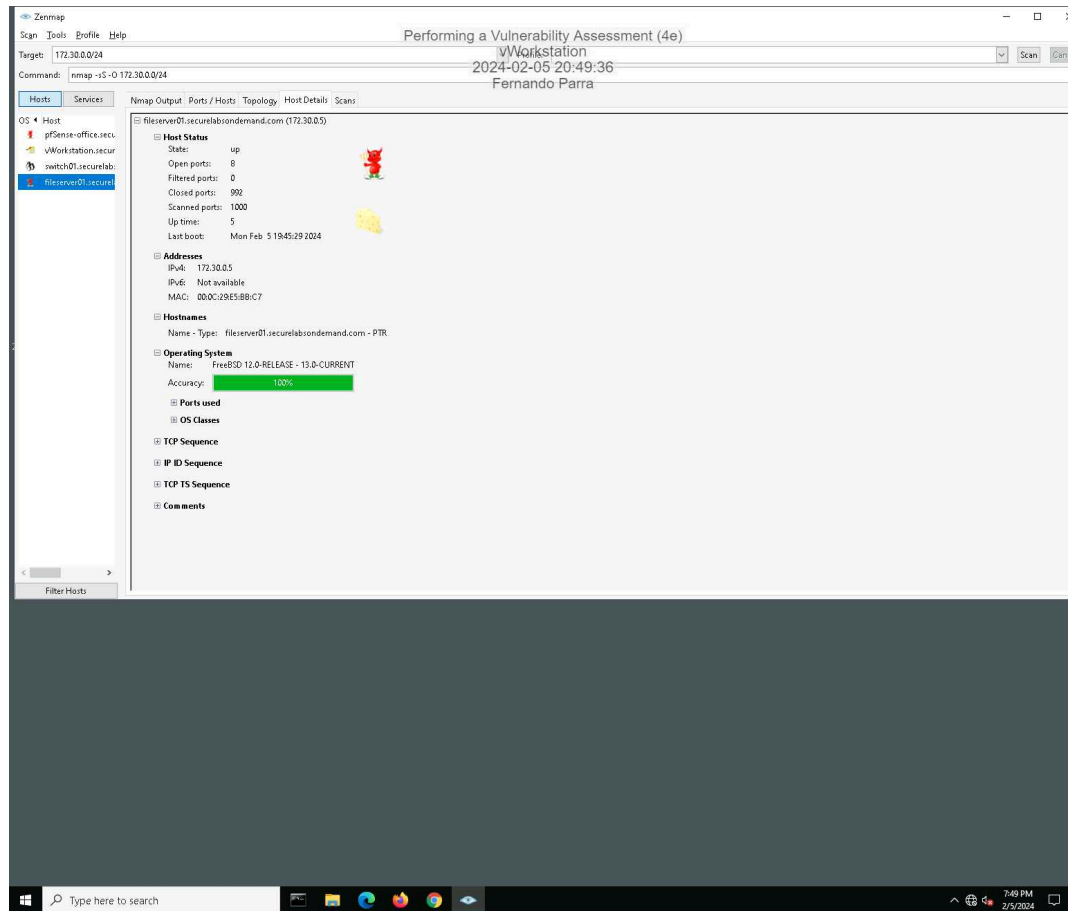 Zenmap
Scan Tools Profile Help
Performing a Vulnerability Assessment (4e)
vWorkstation
2024-02-05 20:49:36
Fernando Parra
Target: 172.30.0.0/24
Scan
Command: nmap -sS -O 172.30.0.0/24
Hosts Services
Nmap Output Ports / Hosts Topology Host Details Scans
OS Host
pfSense-office.secu
vWorkstation.secur
switch01.securelab
fileserver01.securel
fileserver01.securelabsondemand.com (172.30.0.5)
Host Status
State: up
Open ports: 8
Filtered ports: 0
Closed ports: 992
Scanned ports: 1000
Up time: 5
Last boot: Mon Feb 5 19:45:29 2024
Addresses
IPv4: 172.30.0.5
IPv6: Not available
MAC: 00:0C:29:E5:BB:C7
Hostnames
Name - Type: fileserver01.securelabsondemand.com - PTR
Operating System
Name: FreeBSD 12.0-RELEASE - 13.0-CURRENT
Accuracy: 100%
Ports used
OS Classes
TCP Sequence
IP ID Sequence
TCP TS Sequence
Comments
Filter Hosts
Type here to search
7:49 PM
2/5/2024